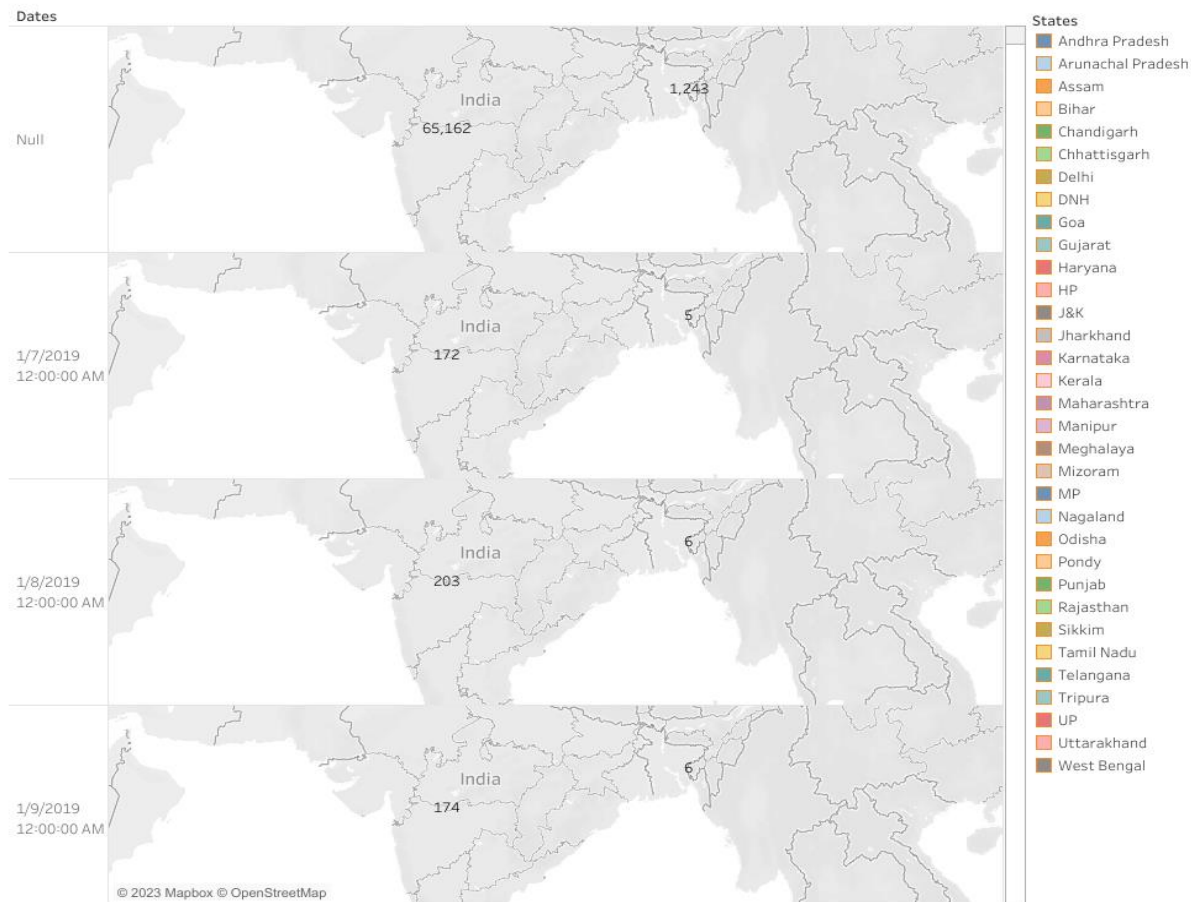 Dates
Null
India
1,243
65,162
1/7/2019
12:00:00 AM
India
5
172
1/8/2019
12:00:00 AM
India
6
203
1/9/2019
12:00:00 AM
India
6
174
© 2023 Mapbox © OpenStreetMap
States
Andhra Pradesh
Arunachal Pradesh
Assam
Bihar
Chandigarh
Chhattisgarh
Delhi
DNH
Goa
Gujarat
Haryana
HP
J&K
Jharkhand
Karnataka
Kerala
Maharashtra
Manipur
Meghalaya
Mizoram
MP
Nagaland
Odisha
Pondy
Punjab
Rajasthan
Sikkim
Tamil Nadu
Telangana
Tripura
UP
Uttarakhand
West Bengal